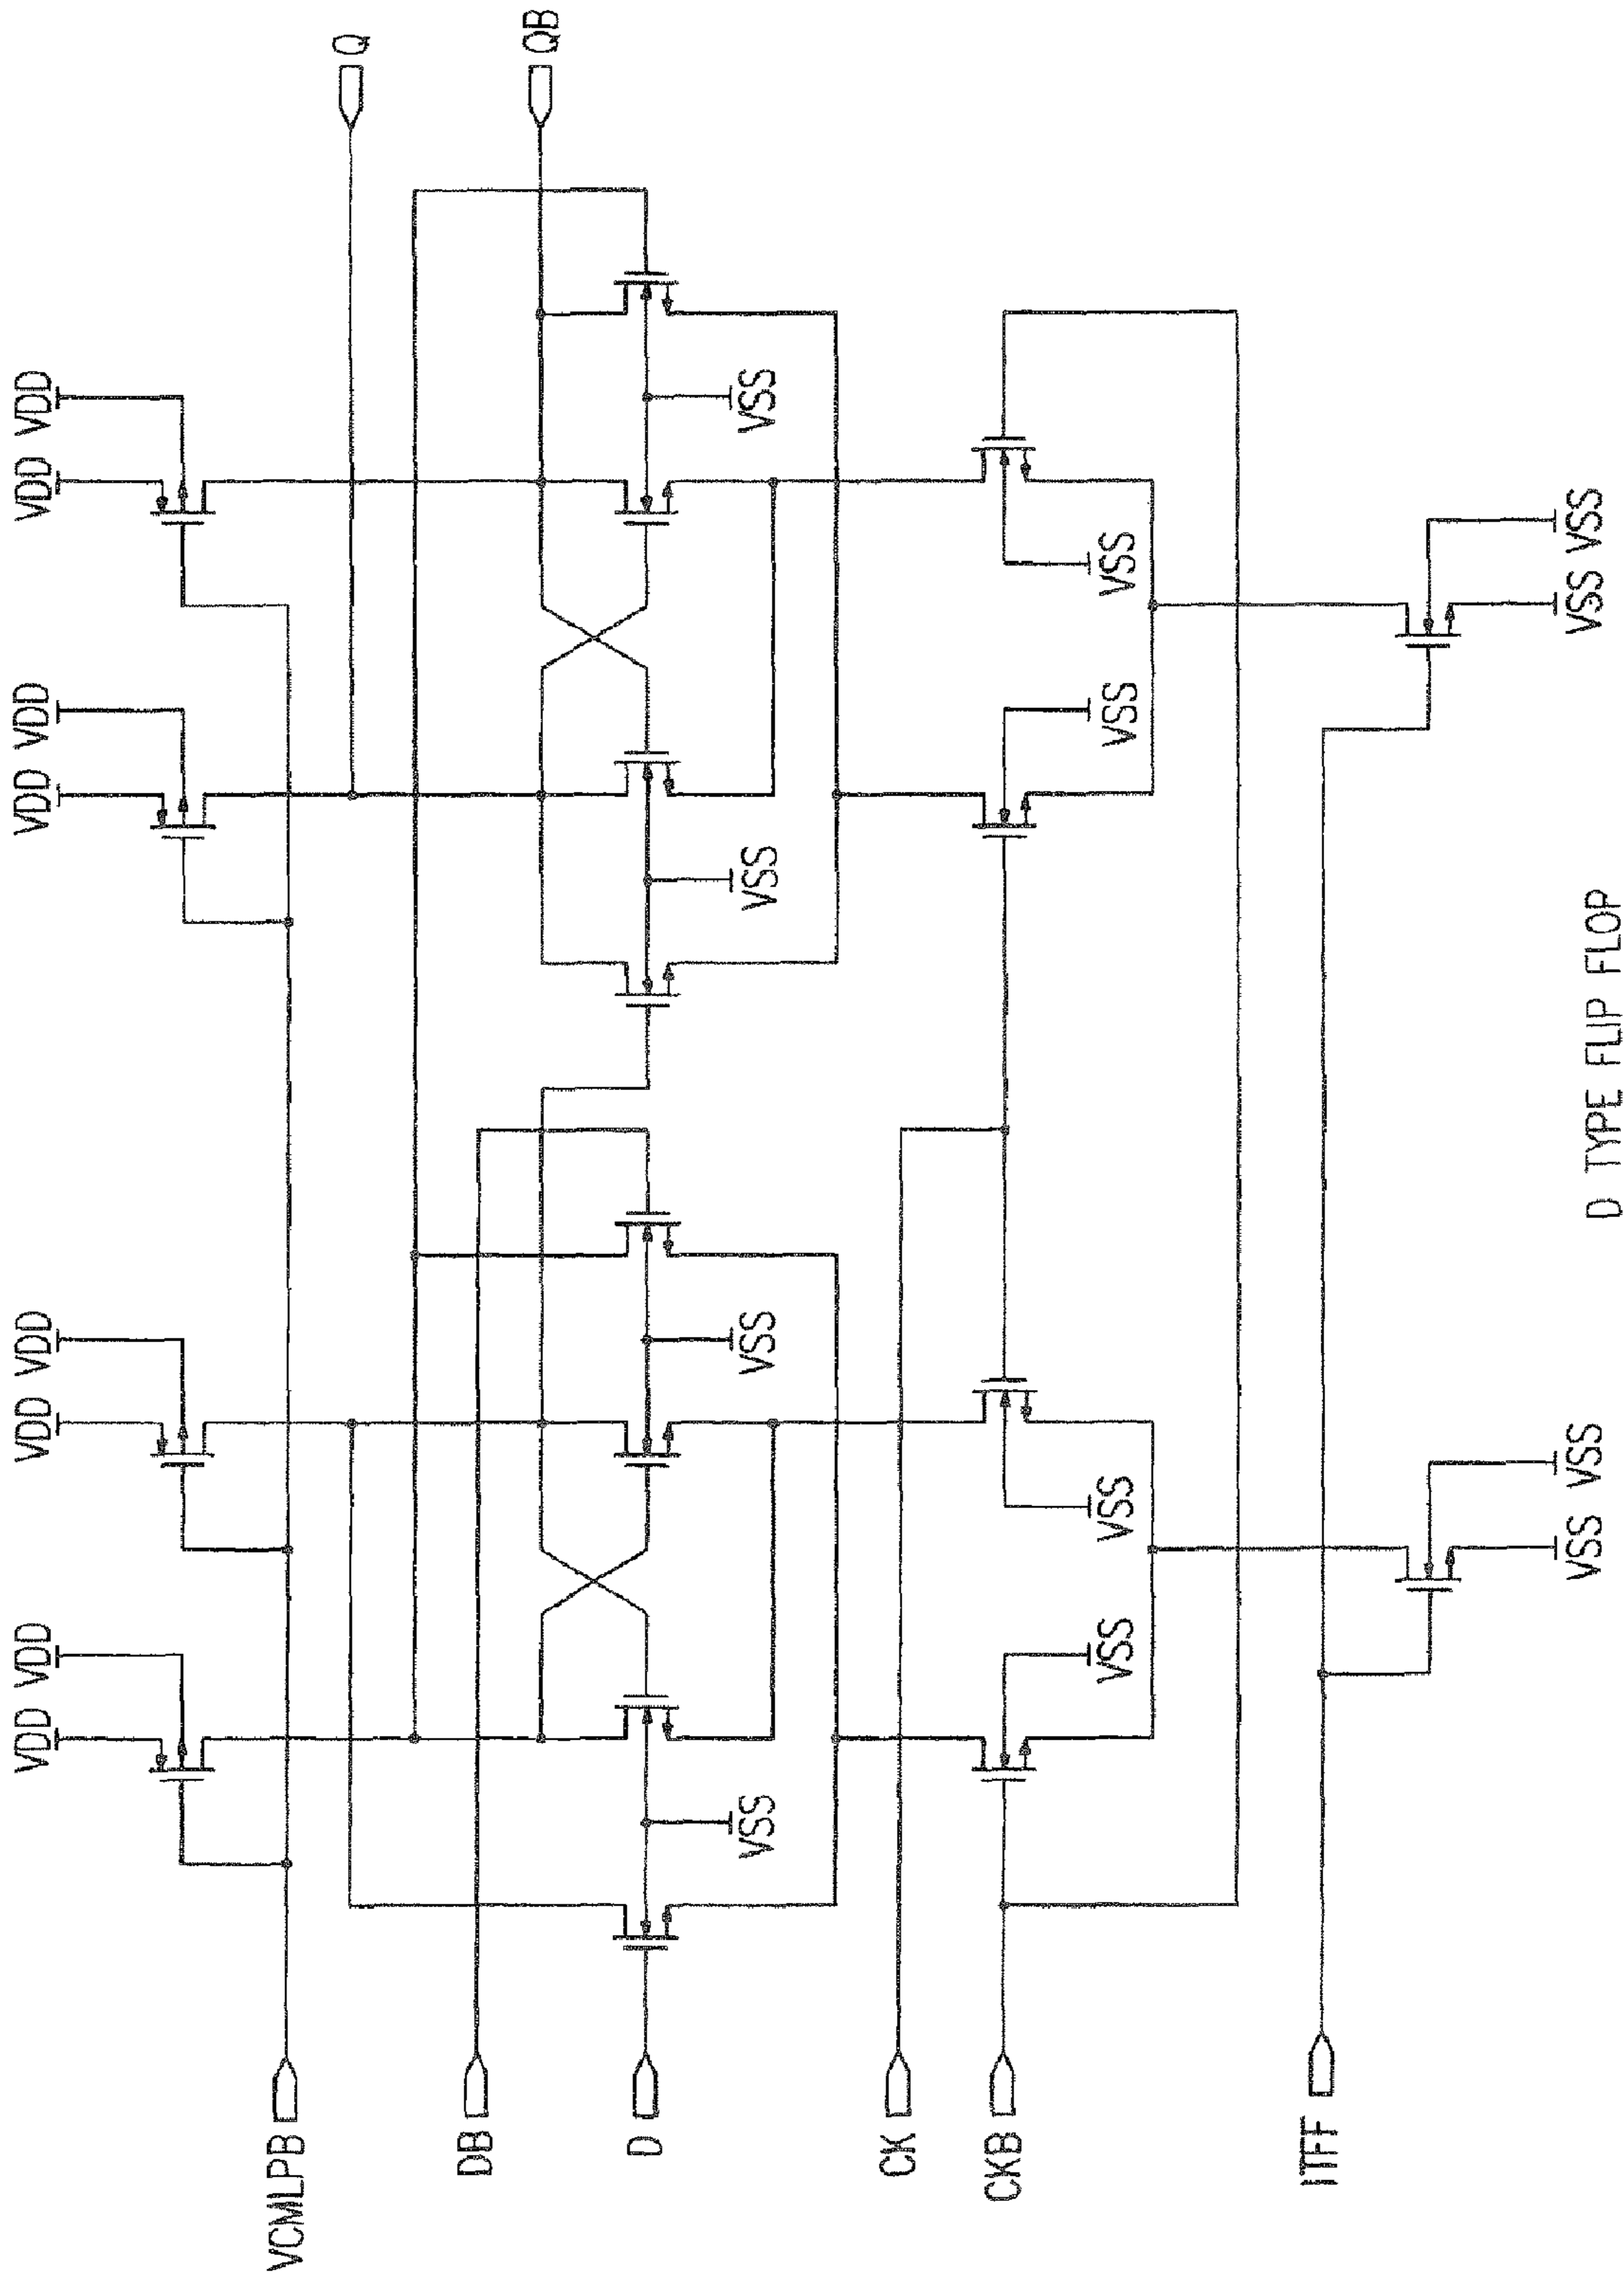 VDD VDD
VDD VDD
VDD VDD
VDD VDD
Q
QB
VCMLPB
DB
D
VSS
VSS
VSS
VSS
CK
CKB
VSS
VSS
VSS
VSS
ITFF
VSS VSS
VSS VSS
D TYPE FLIP FLOP